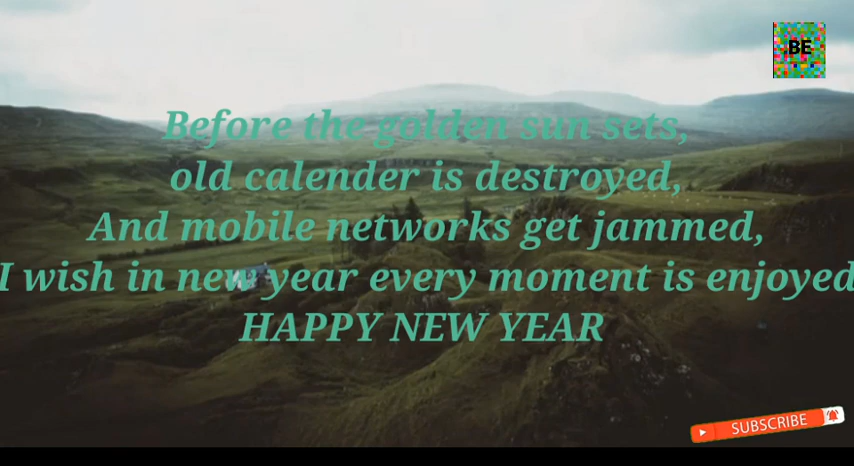 BE
Before the golden sun sets,
old calender is destroyed,
And mobile networks get jammed,
I wish in new year every moment is enjoyed
HAPPY NEW YEAR
SUBSCRIBE